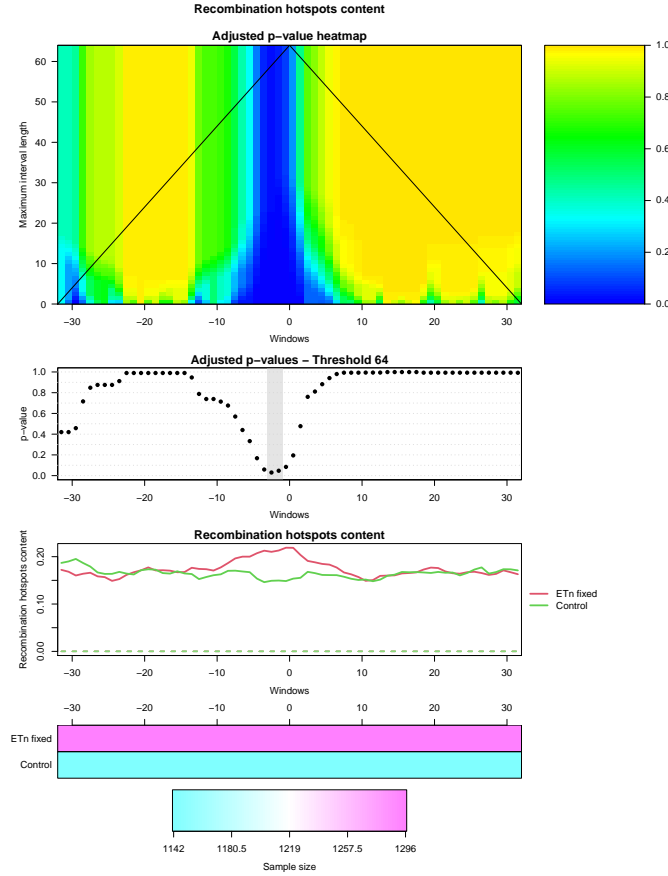 Recombination hotspots content
Adjusted p−value heatmap
Maximum interval length
0 10 20 30 40 50 60
−30 −20 −10 0 10 20 30
Windows
0.0 0.2 0.4 0.6 0.8 1.0
Adjusted p−values − Threshold 64
p−value
0.0 0.2 0.4 0.6 0.8 1.0
−30 −20 −10 0 10 20 30
Windows
Recombination hotspots content
Recombination hotspots content
0.00 0.10 0.20
−30 −20 −10 0 10 20 30
Windows
ETn fixed
Control
−30 −20 −10 0 10 20 30
ETn fixed
Control
1142 1180.5 1219 1257.5 1296
Sample size